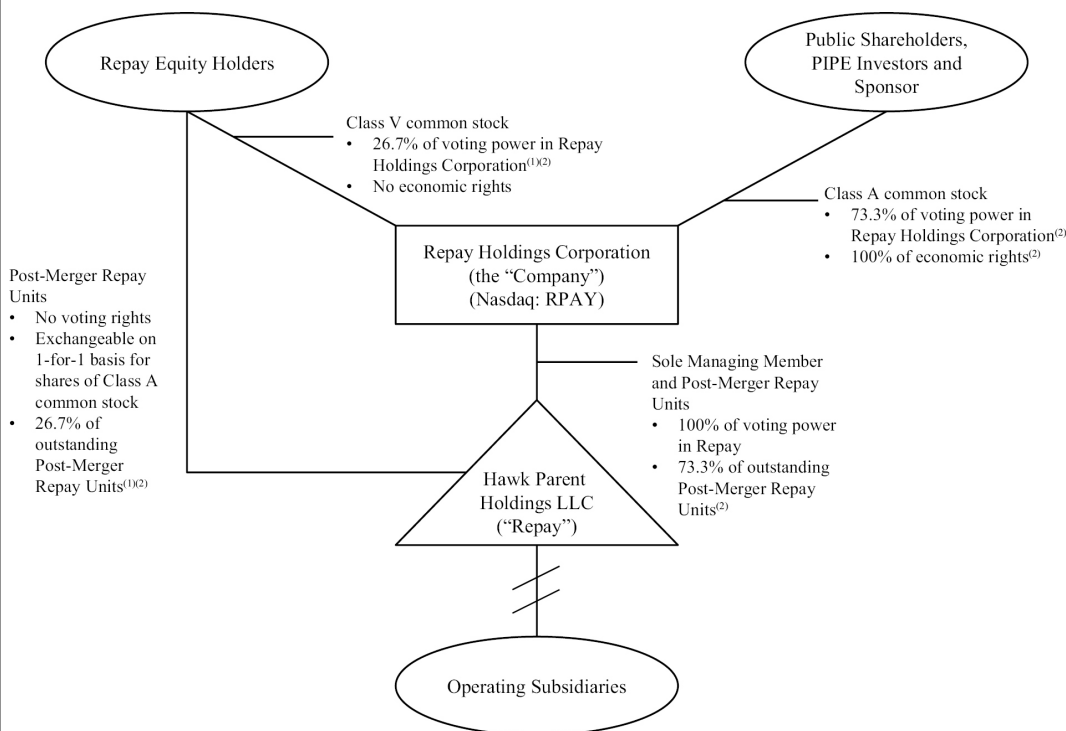 Repay Equity Holders
Public Shareholders,
PIPE Investors and
Sponsor
Class V common stock
• 26.7% of voting power in Repay
Holdings Corporation(1)(2)
• No economic rights
Class A common stock
• 73.3% of voting power in
Repay Holdings Corporation(2)
• 100% of economic rights(2)
Repay Holdings Corporation
(the “Company”)
(Nasdaq: RPAY)
Post-Merger Repay
Units
• No voting rights
• Exchangeable on
1-for-1 basis for
shares of Class A
common stock
• 26.7% of
outstanding
Post-Merger
Repay Units(1)(2)
Sole Managing Member
and Post-Merger Repay
Units
• 100% of voting power
in Repay
• 73.3% of outstanding
Post-Merger Repay
Units(2)
Hawk Parent
Holdings LLC
(“Repay”)
Operating Subsidiaries